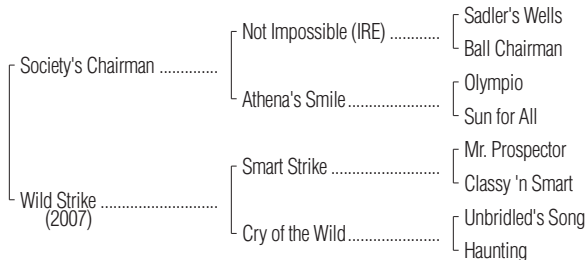 Sadler's Wells
Not Impossible (IRE) ............
Ball Chairman
Society's Chairman ..............
Olympio
Athena's Smile ......................
Sun for All
Mr. Prospector
Smart Strike ..........................
Classy 'n Smart
Wild Strike ............................
(2007)
Unbridled's Song
Cry of the Wild ......................
Haunting